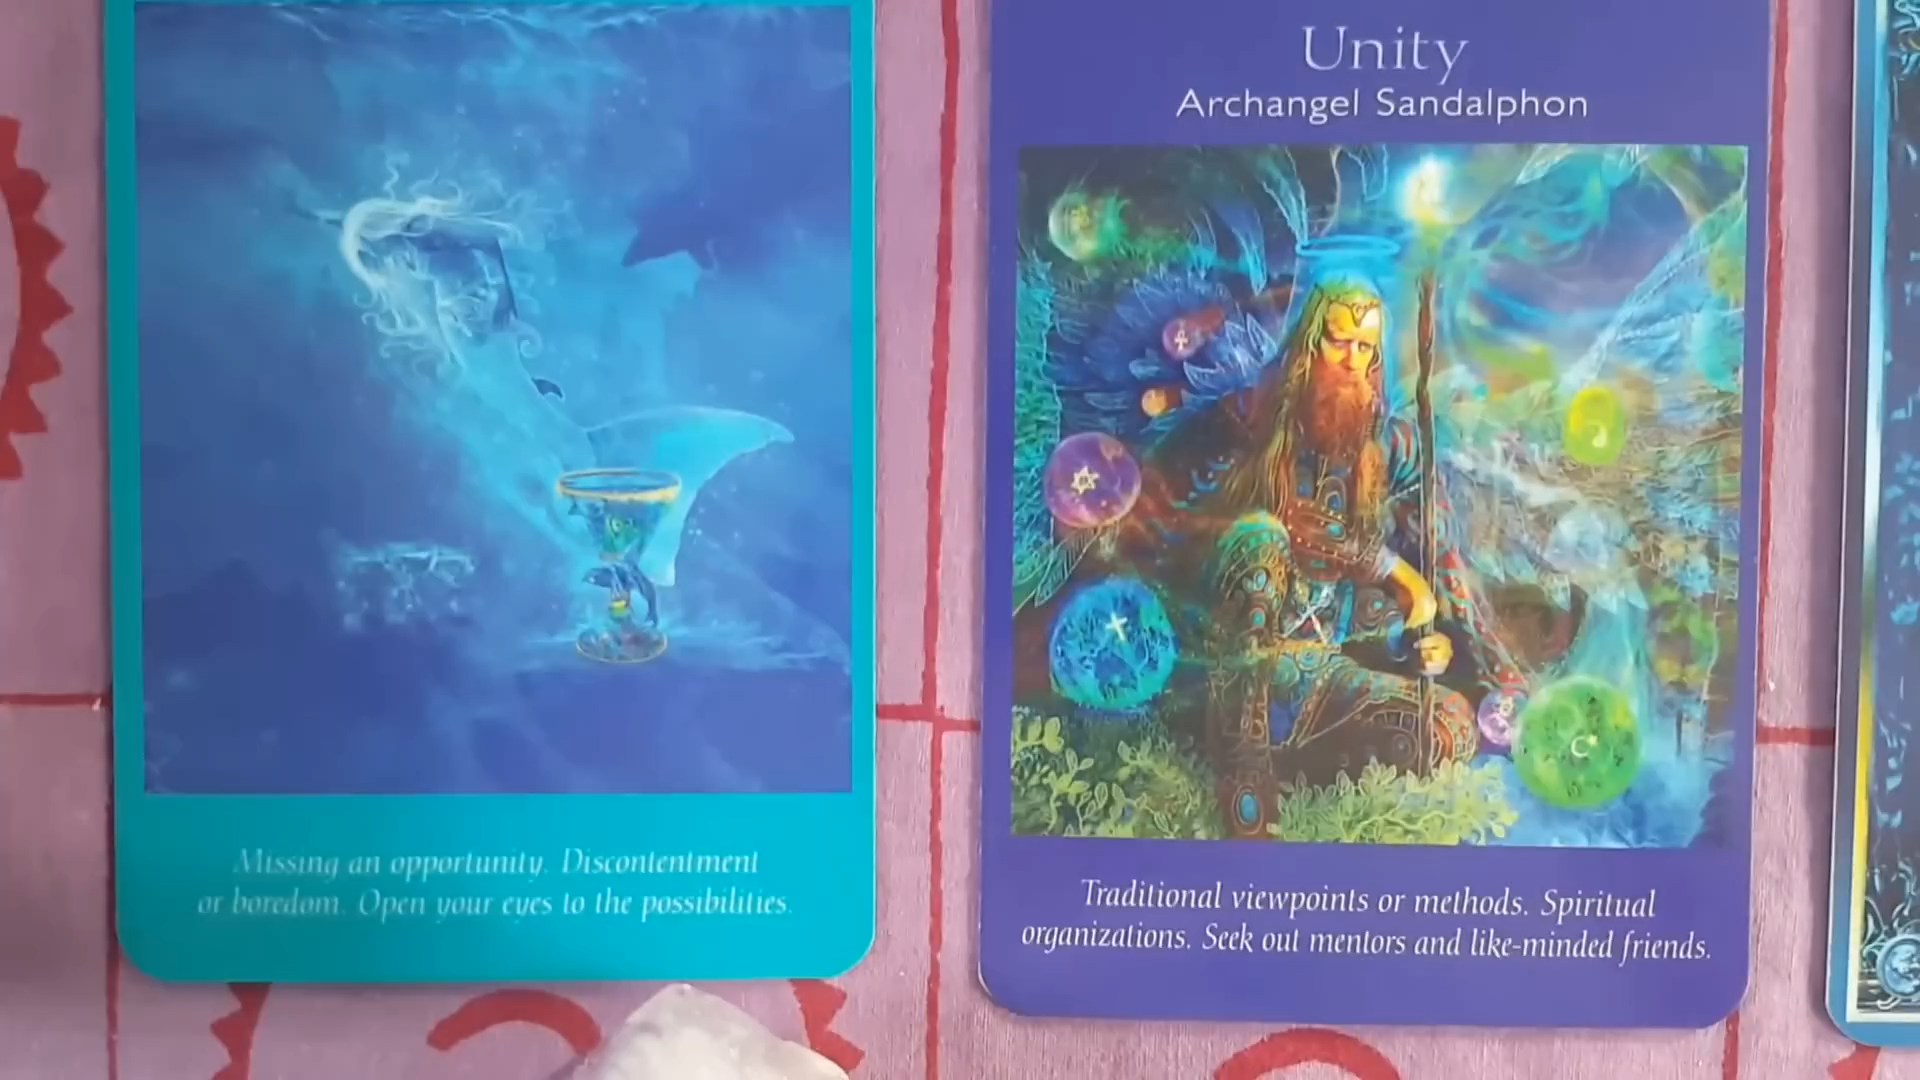 Missing an opportunity. Discontentment
or boredom. Open your eyes to the possibilities.
Unity
Archangel Sandalphon
Traditional viewpoints or methods. Spiritual
organizations. Seek out mentors and like-minded friends.